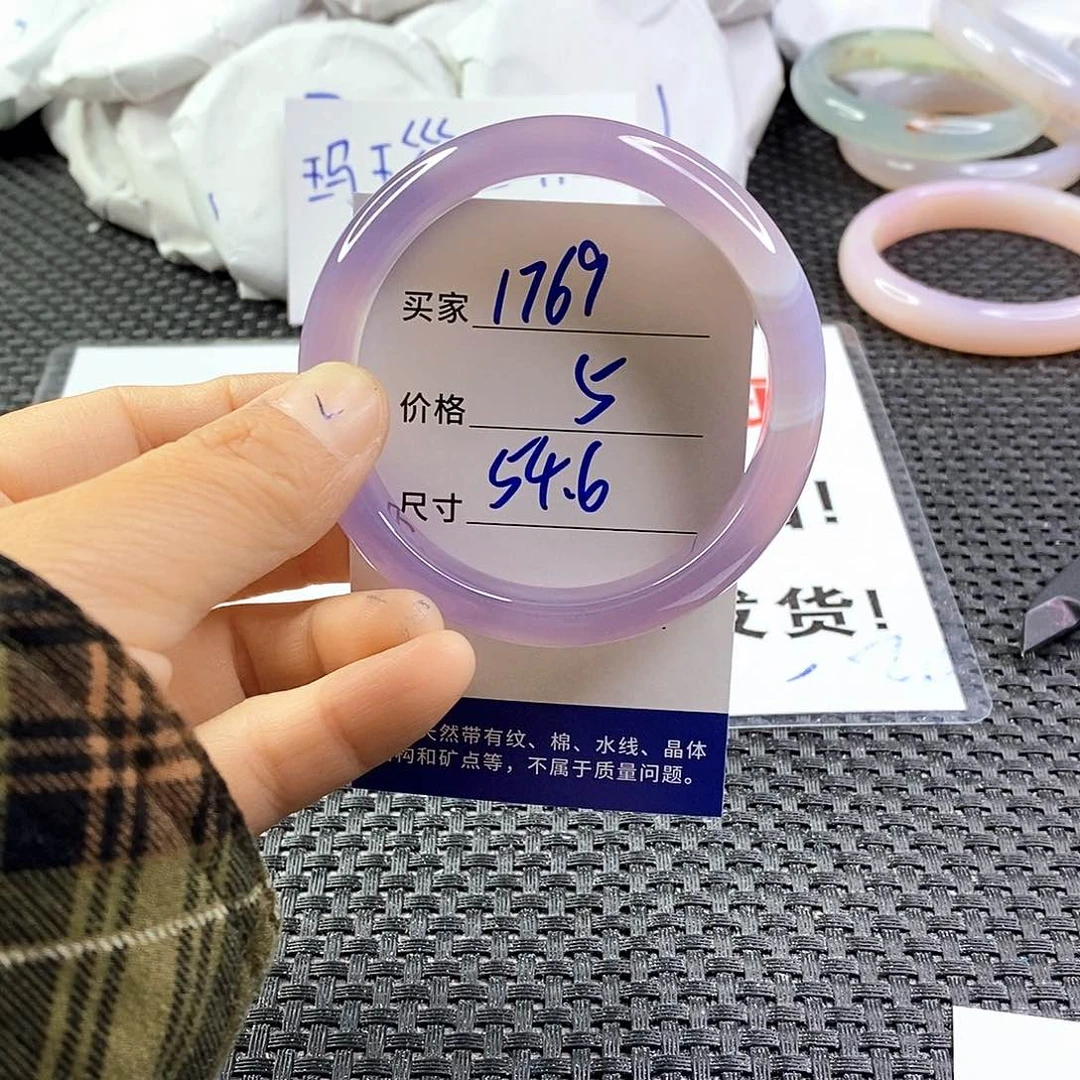 玛
买家 1769
价格 5
尺寸 54.6
!
发货!
天然带有纹、棉、水线、晶体
构和矿点等，不属于质量问题。